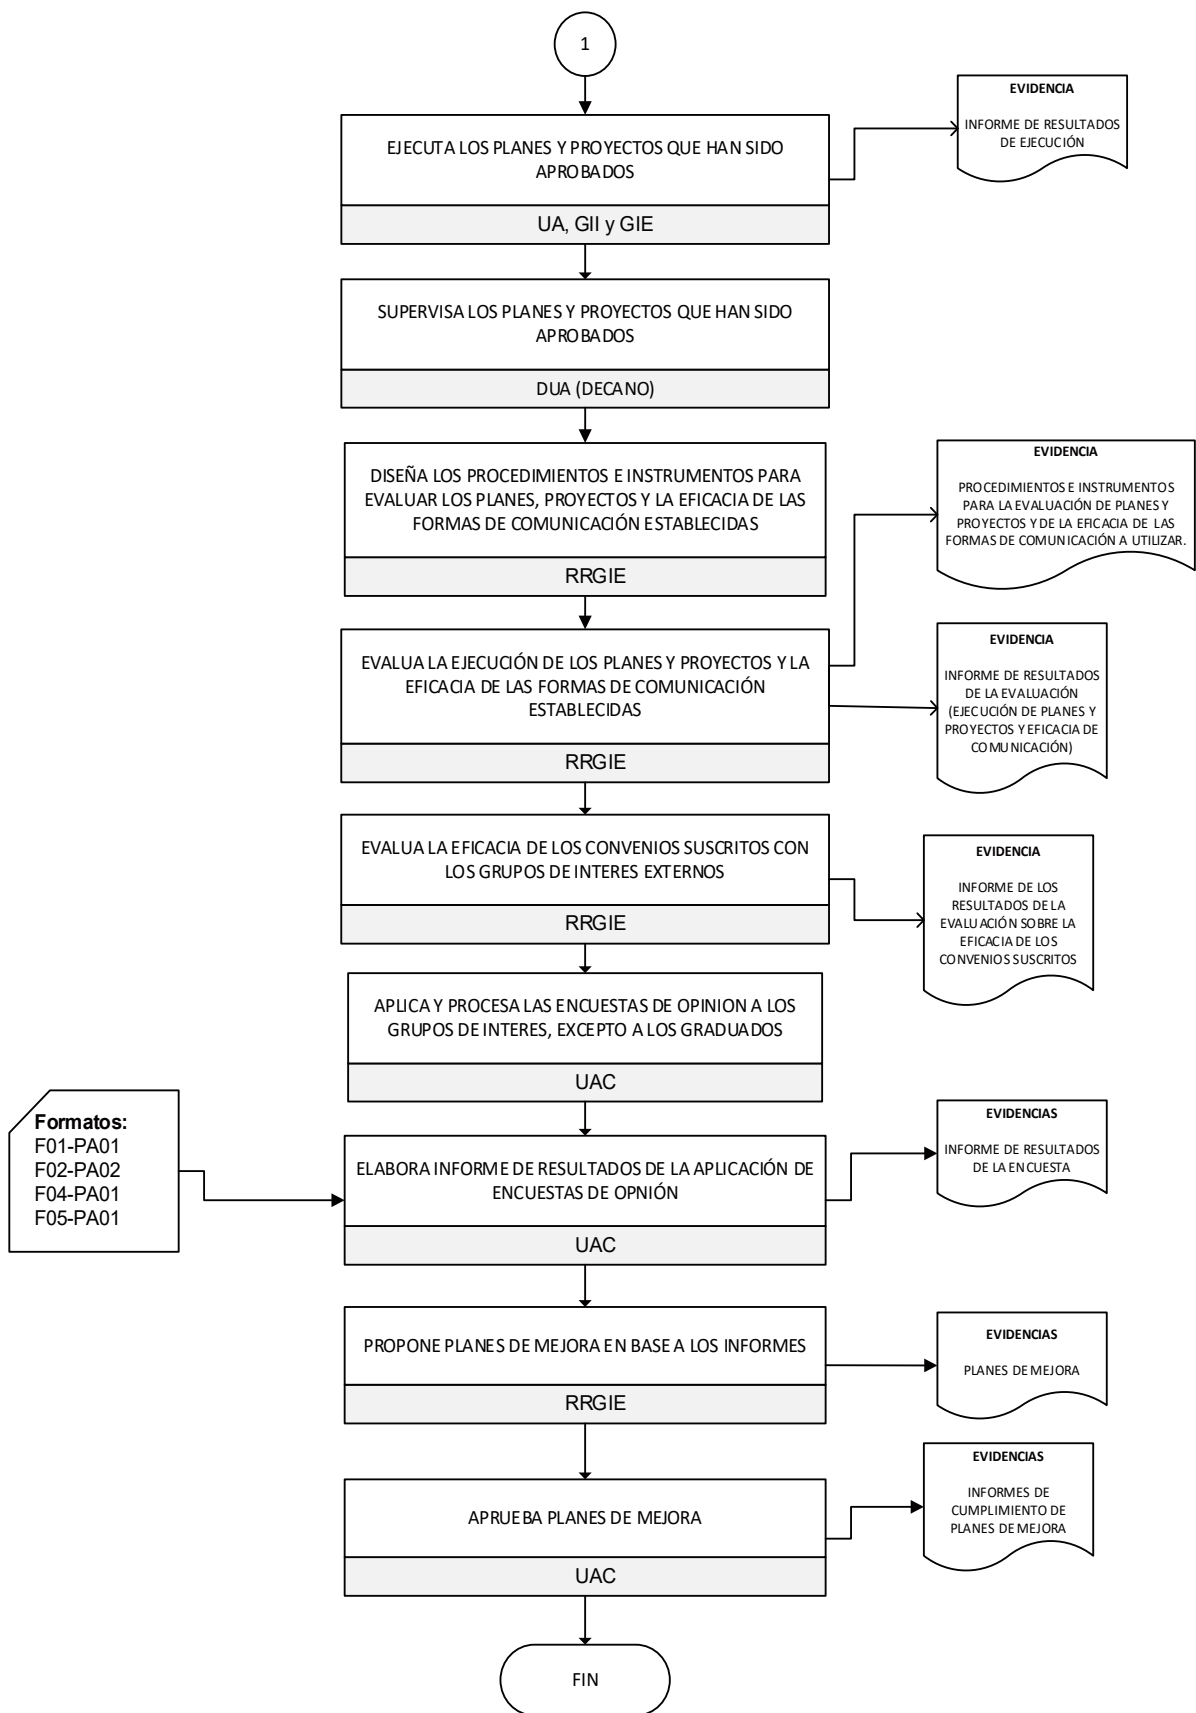 1
EJECUTA LOS PLANES Y PROYECTOS QUE HAN SIDO
APROBADOS
UA, GII y GIE
EVIDENCIA
INFORME DE RESULTADOS
DE EJECUCIÓN
SUPERVISA LOS PLANES Y PROYECTOS QUE HAN SIDO
APROBADOS
DUA (DECANO)
DISEÑA LOS PROCEDIMIENTOS E INSTRUMENTOS PARA
EVALUAR LOS PLANES, PROYECTOS Y LA EFICACIA DE LAS
FORMAS DE COMUNICACIÓN ESTABLECIDAS
RRGIE
EVIDENCIA
PROCEDIMIENTOS E INSTRUMENTOS
PARA LA EVALUACIÓN DE PLANES Y
PROYECTOS Y DE LA EFICACIA DE LAS
FORMAS DE COMUNICACIÓN A UTILIZAR.
EVALUA LA EJECUCIÓN DE LOS PLANES Y PROYECTOS Y LA
EFICACIA DE LAS FORMAS DE COMUNICACIÓN
ESTABLECIDAS
RRGIE
EVIDENCIA
INFORME DE RESULTADOS
DE LA EVALUACIÓN
(EJECUCIÓN DE PLANES Y
PROYECTOS Y EFICACIA DE
COMUNICACIÓN)
EVALUA LA EFICACIA DE LOS CONVENIOS SUSCRITOS CON
LOS GRUPOS DE INTERES EXTERNOS
RRGIE
EVIDENCIA
INFORME DE LOS
RESULTADOS DE LA
EVALUACIÓN SOBRE LA
EFICACIA DE LOS
CONVENIOS SUSCRITOS
APLICA Y PROCESA LAS ENCUESTAS DE OPINION A LOS
GRUPOS DE INTERES, EXCEPTO A LOS GRADUADOS
UAC
Formatos:
F01-PA01
F02-PA02
F04-PA01
F05-PA01
ELABORA INFORME DE RESULTADOS DE LA APLICACIÓN DE
ENCUESTAS DE OPNIÓN
UAC
EVIDENCIAS
INFORME DE RESULTADOS
DE LA ENCUESTA
PROPONE PLANES DE MEJORA EN BASE A LOS INFORMES
RRGIE
EVIDENCIAS
PLANES DE MEJORA
APRUEBA PLANES DE MEJORA
UAC
EVIDENCIAS
INFORMES DE
CUMPLIMIENTO DE
PLANES DE MEJORA
FIN